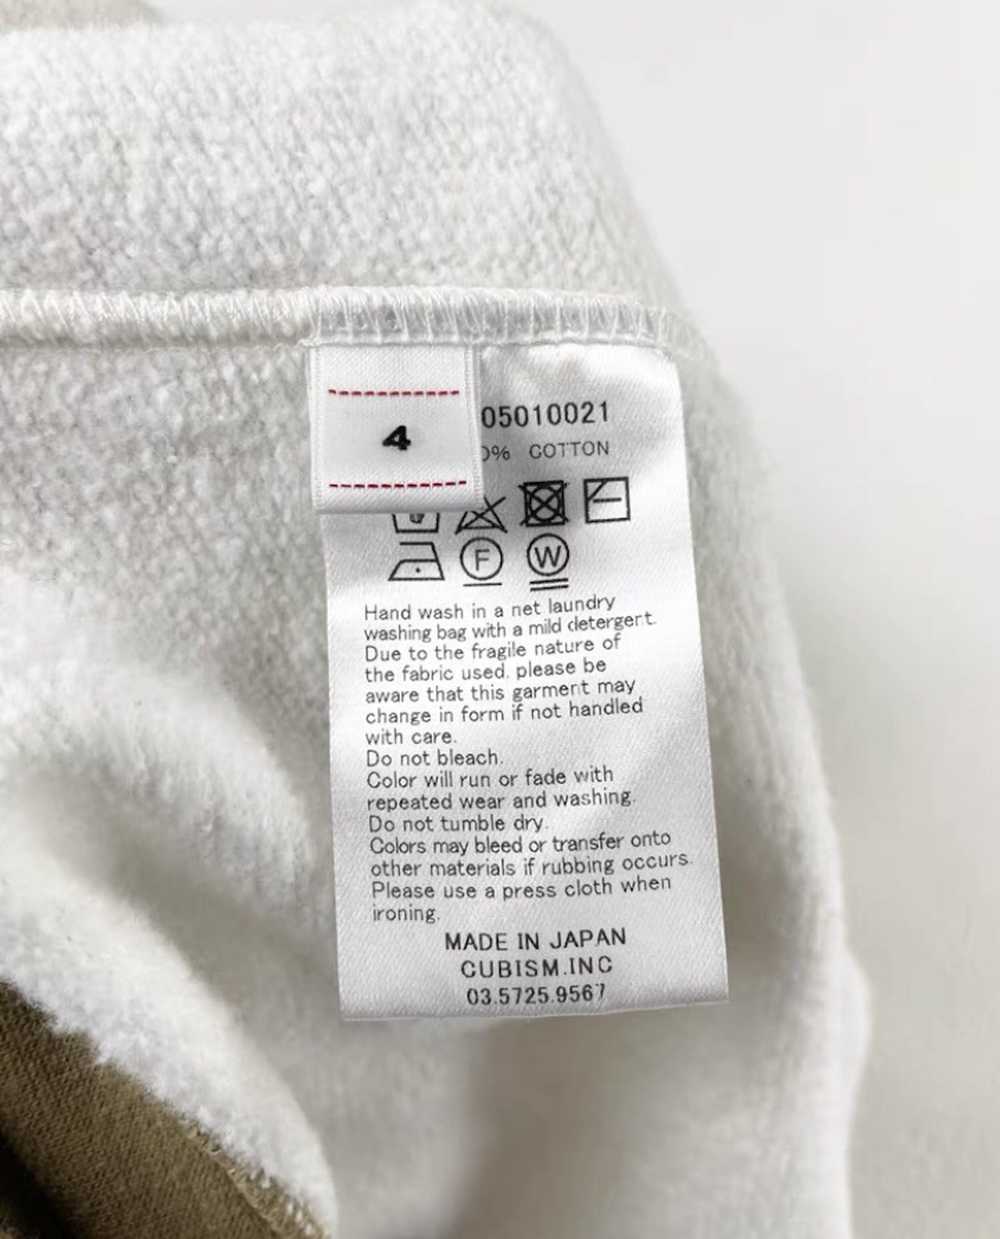 4
05010021
0% COTTON
F
W
Hand wash in a net laundry
washing bag with a mild detergert.
Due to the fragile nature of
the fabric used. please be
aware that this garment may
change in form if not handled
with care.
Do not bleach.
Color will run or fade with
repeated wear and washing.
Do not tumble dry.
Colors may bleed or transfer onto
other materials if rubbing occurs.
Please use a press cloth when
ironing.
MADE IN JAPAN
CUBISM.INC
03.5725.9567